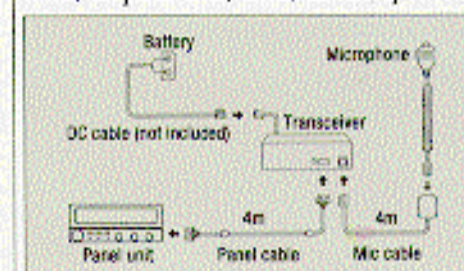 Battery
Microphone
DC cable (not included)
Transceiver
4m
4m
Panel unit
Panel cable
Mic cable